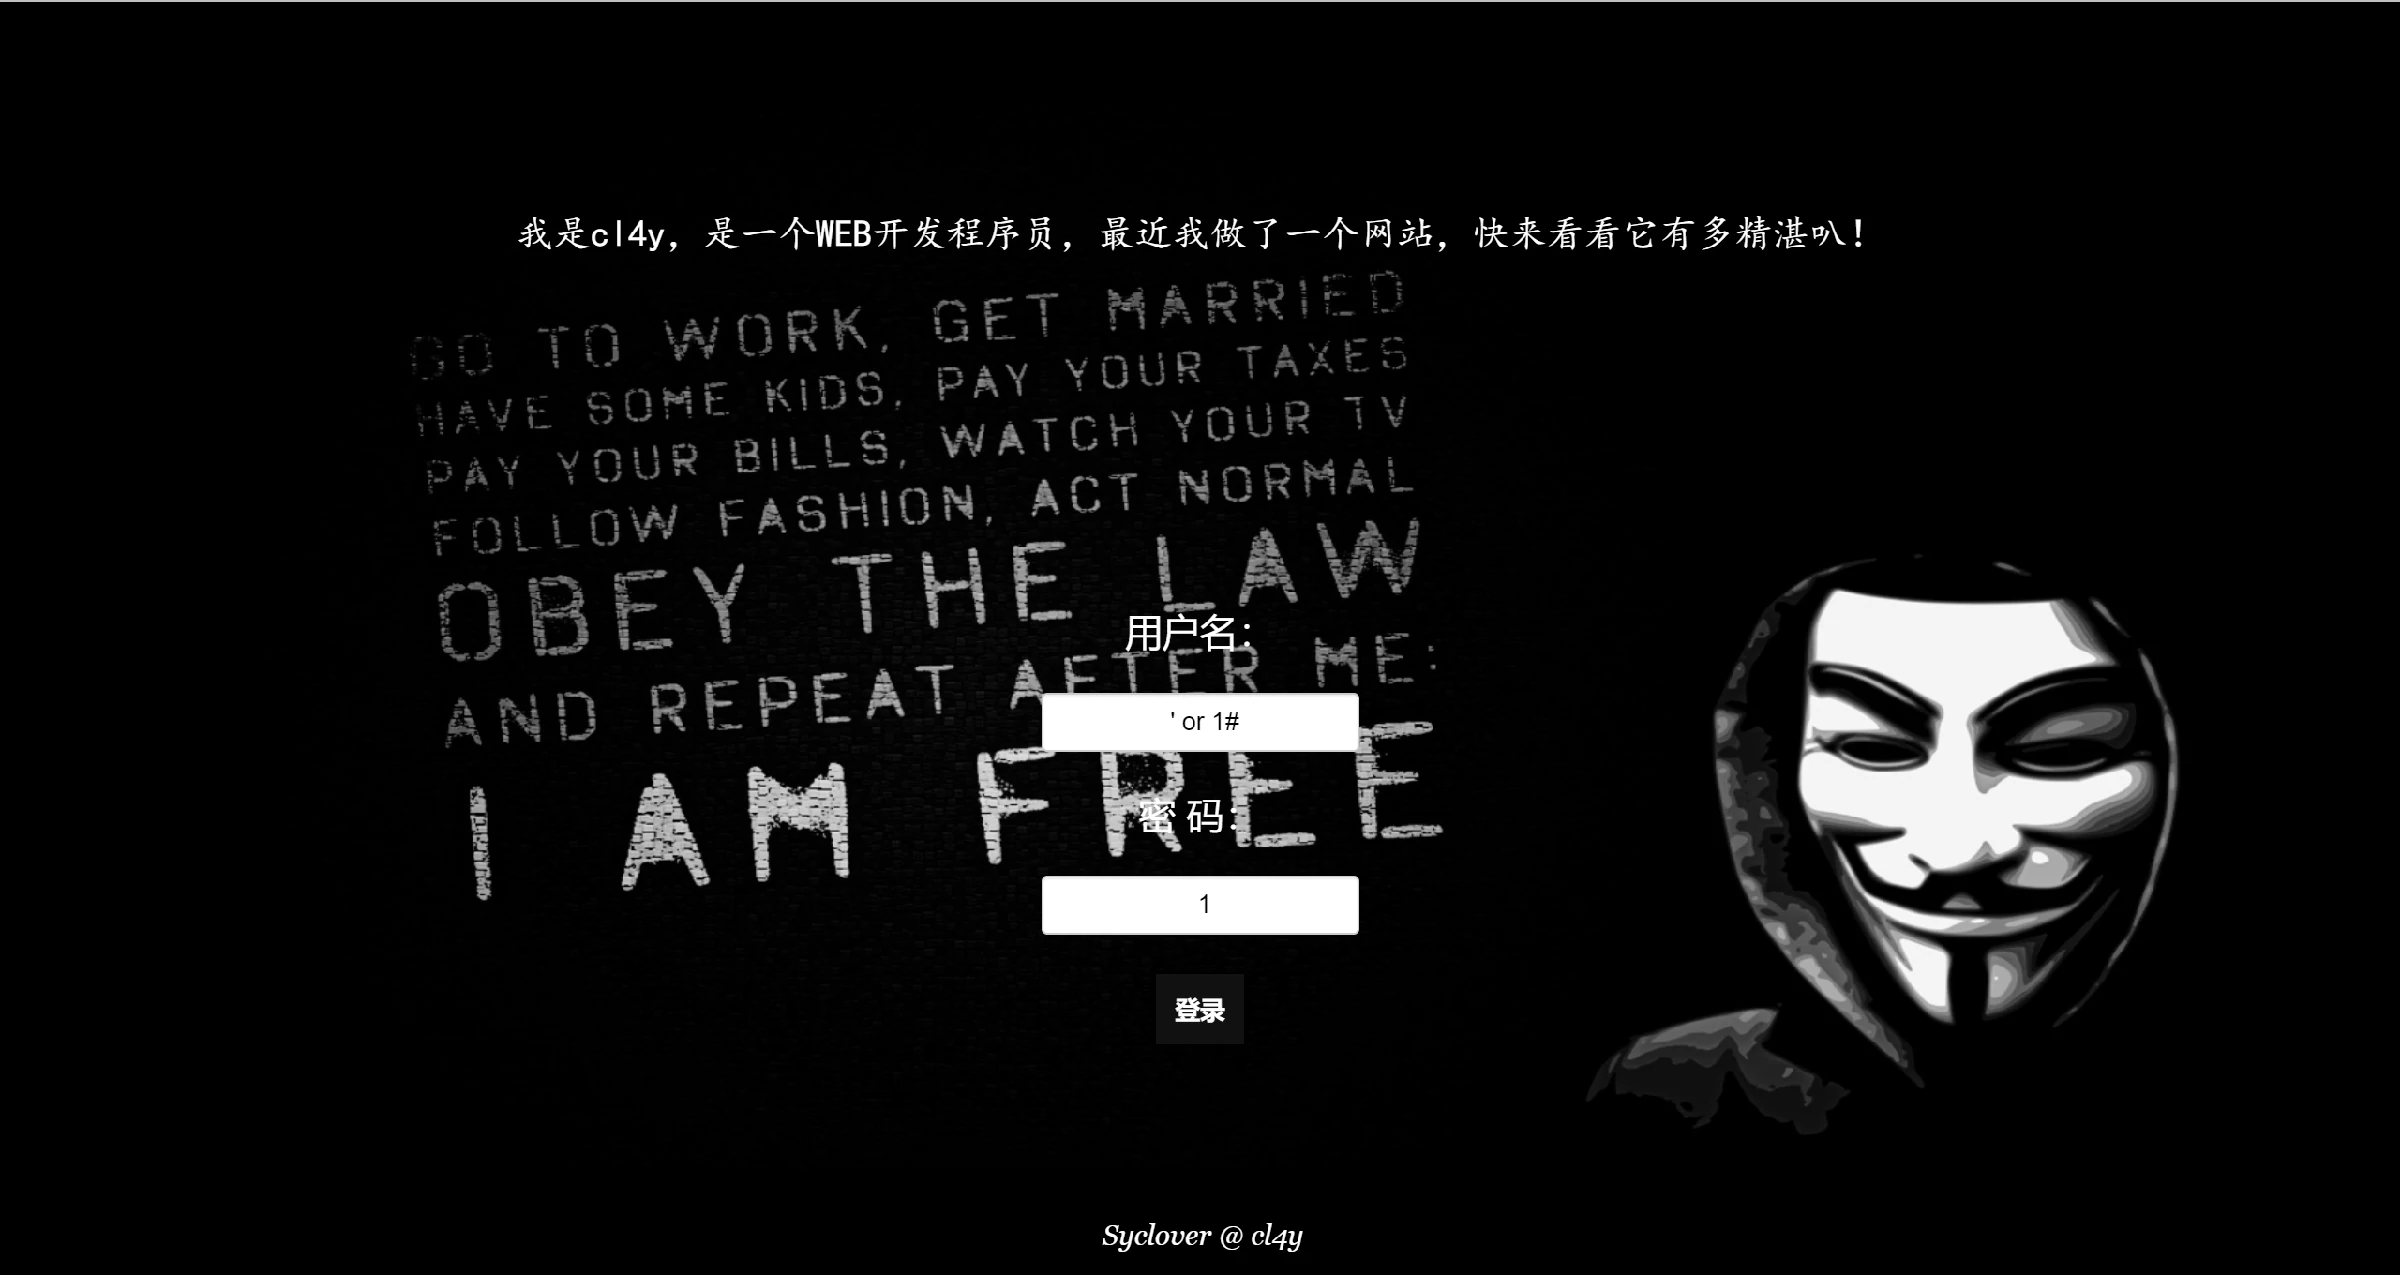 我是cl4y，是一个WEB开发程序员，最近我做了一个网站，快来看看它有多精湛叭！
GO TO WORK, GET MARRIED
HAVE SOME KIDS, PAY YOUR TAXES
PAY YOUR BILLS, WATCH YOUR TV
FOLLOW FASHION, ACT NORMAL
OBEY THE LAW
AND REPEAT AFTER ME:
I AM FREE
用户名：
' or 1#
密 码：
1
登录
Syclover @ cl4y